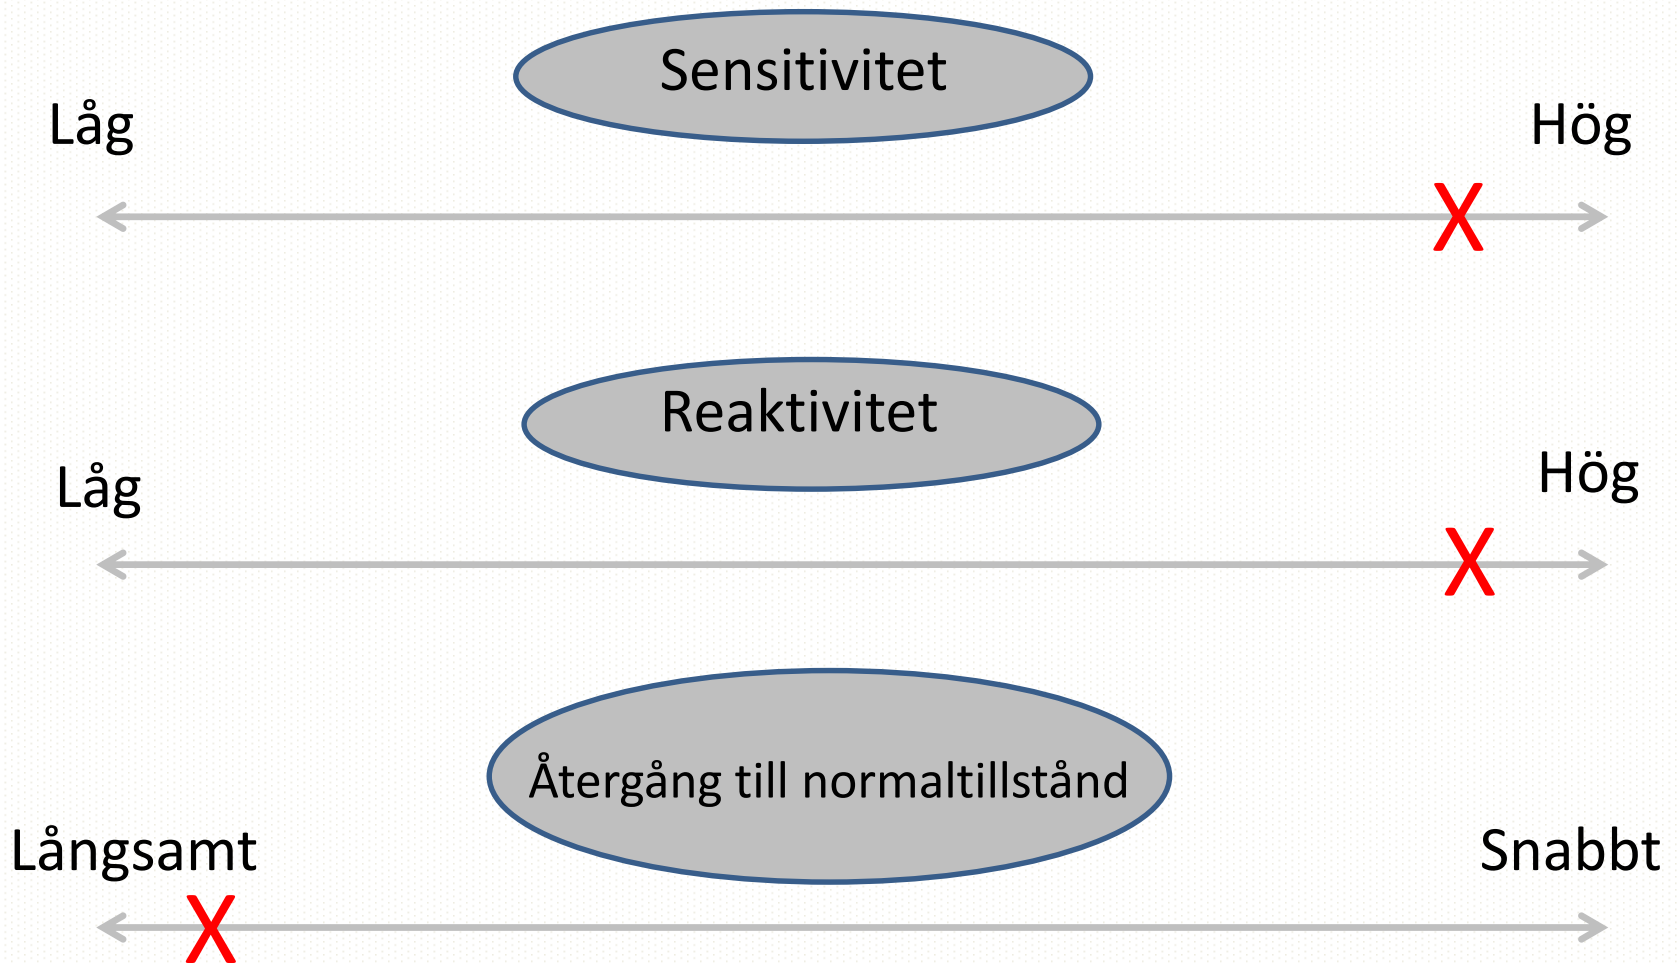 Sensitivitet
Låg
Hög
X
Reaktivitet
Låg
Hög
X
Återgång till normaltillstånd
Långsamt
Snabbt
X